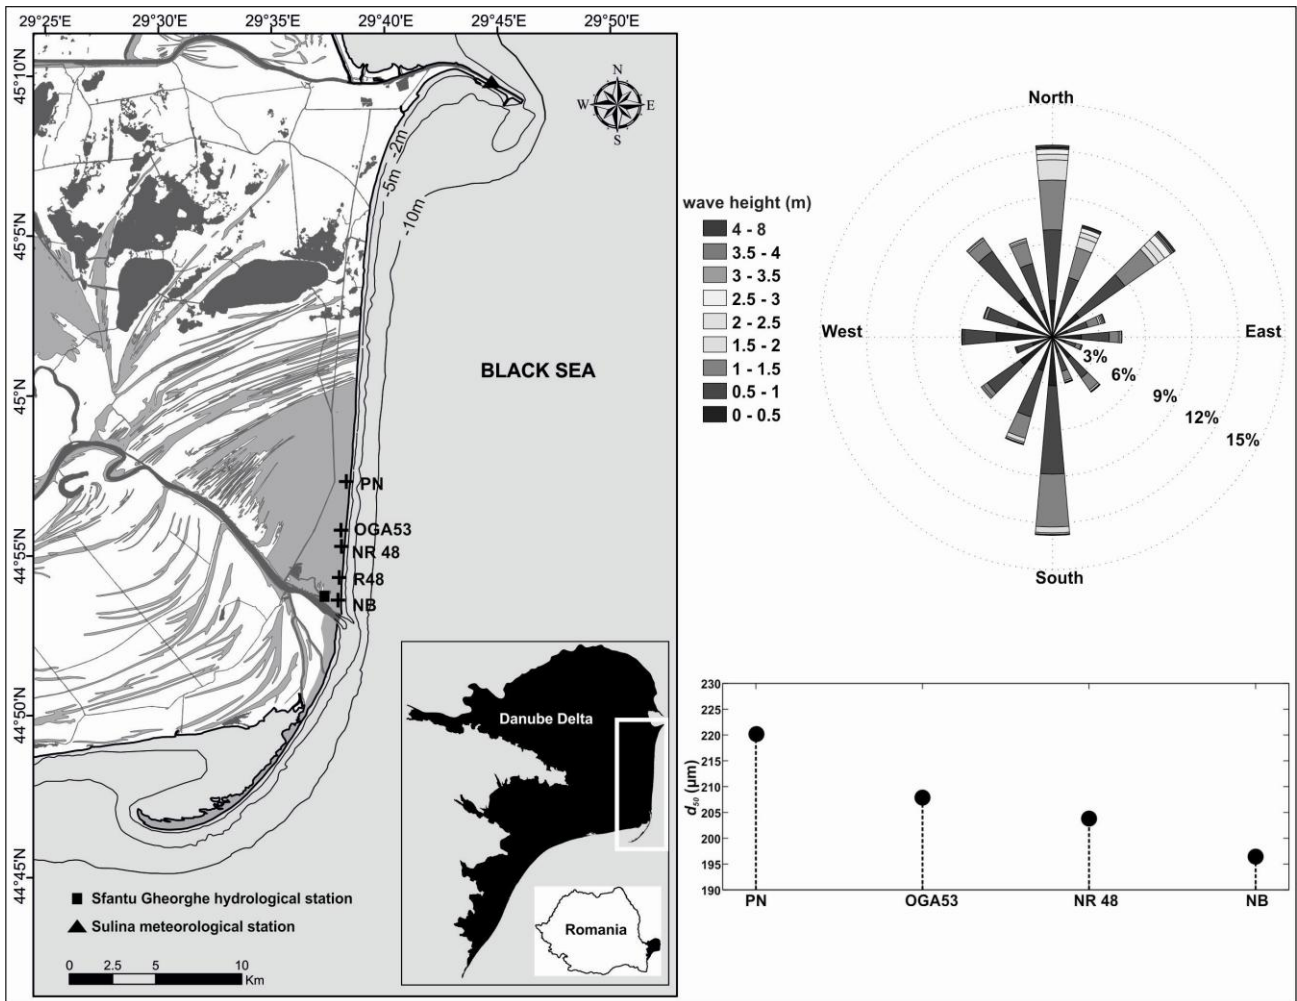 29°25'E 29°30'E 29°35'E 29°40'E 29°45'E 29°50'E
45°10'N
45°5'N
45°N
44°55'N
44°50'N
44°45'N
N
W E
S
-2m
-5m
-10m
BLACK SEA
PN
OGA53
NR 48
R48
NB
Danube Delta
Romania
Sfantu Gheorghe hydrological station
Sulina meteorological station
0 2.5 5 10
Km
wave height (m)
4 - 8
3.5 - 4
3 - 3.5
2.5 - 3
2 - 2.5
1.5 - 2
1 - 1.5
0.5 - 1
0 - 0.5
North
West
East
South
3%
6%
9%
12%
15%
d50 (µm)
230
225
220
215
210
205
200
195
190
PN OGA53 NR 48 NB